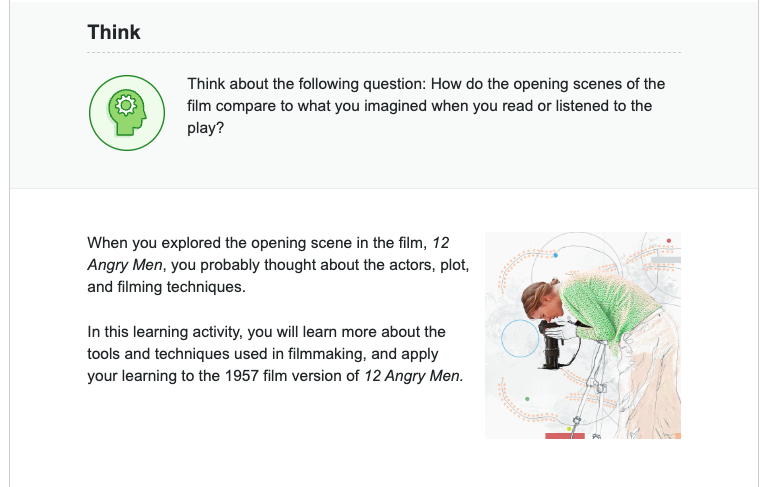 Think
Think about the following question: How do the opening scenes of the
film compare to what you imagined when you read or listened to the
play?
When you explored the opening scene in the film, 12
Angry Men, you probably thought about the actors, plot,
and filming techniques.
In this learning activity, you will learn more about the
tools and techniques used in filmmaking, and apply
your learning to the 1957 film version of 12 Angry Men.